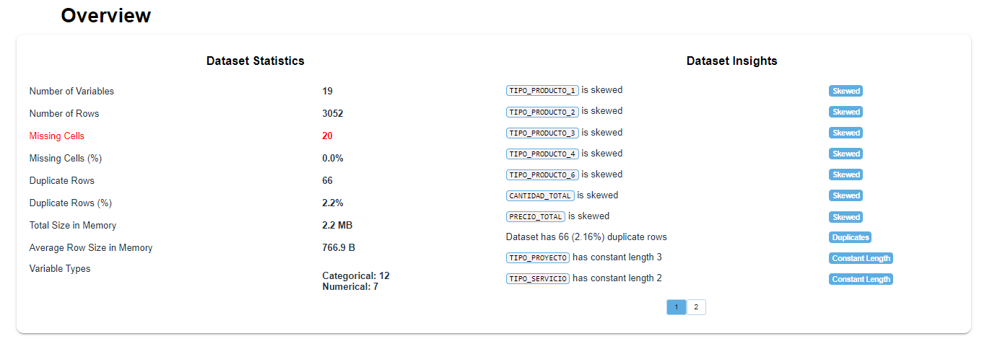 Overview
Dataset Statistics
Number of Variables 19
Number of Rows 3052
Missing Cells 20
Missing Cells (%) 0.0%
Duplicate Rows 66
Duplicate Rows (%) 2.2%
Total Size in Memory 2.2 MB
Average Row Size in Memory 766.9 B
Variable Types
Categorical: 12
Numerical: 7
Dataset Insights
TIPO_PRODUCTO_1 is skewed Skewed
TIPO_PRODUCTO_2 is skewed Skewed
TIPO_PRODUCTO_3 is skewed Skewed
TIPO_PRODUCTO_4 is skewed Skewed
TIPO_PRODUCTO_6 is skewed Skewed
CANTIDAD_TOTAL is skewed Skewed
PRECIO_TOTAL is skewed Skewed
Dataset has 66 (2.16%) duplicate rows Duplicates
TIPO_PROYECTO has constant length 3 Constant Length
TIPO_SERVICIO has constant length 2 Constant Length
1 2